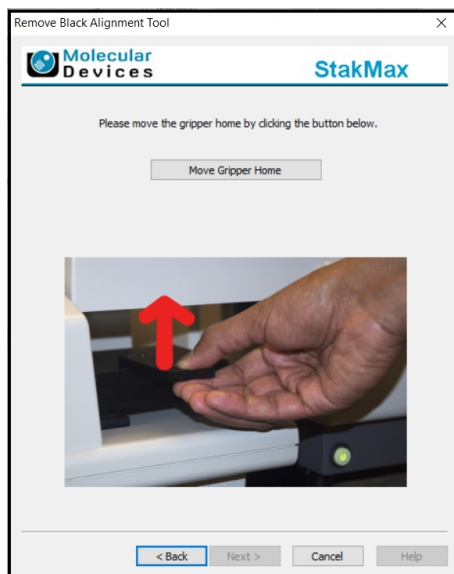 Remove Black Alignment Tool
Molecular
Devices
StakMax
Please move the gripper home by clicking the button below.
Move Gripper Home
< Back
Next >
Cancel
Help